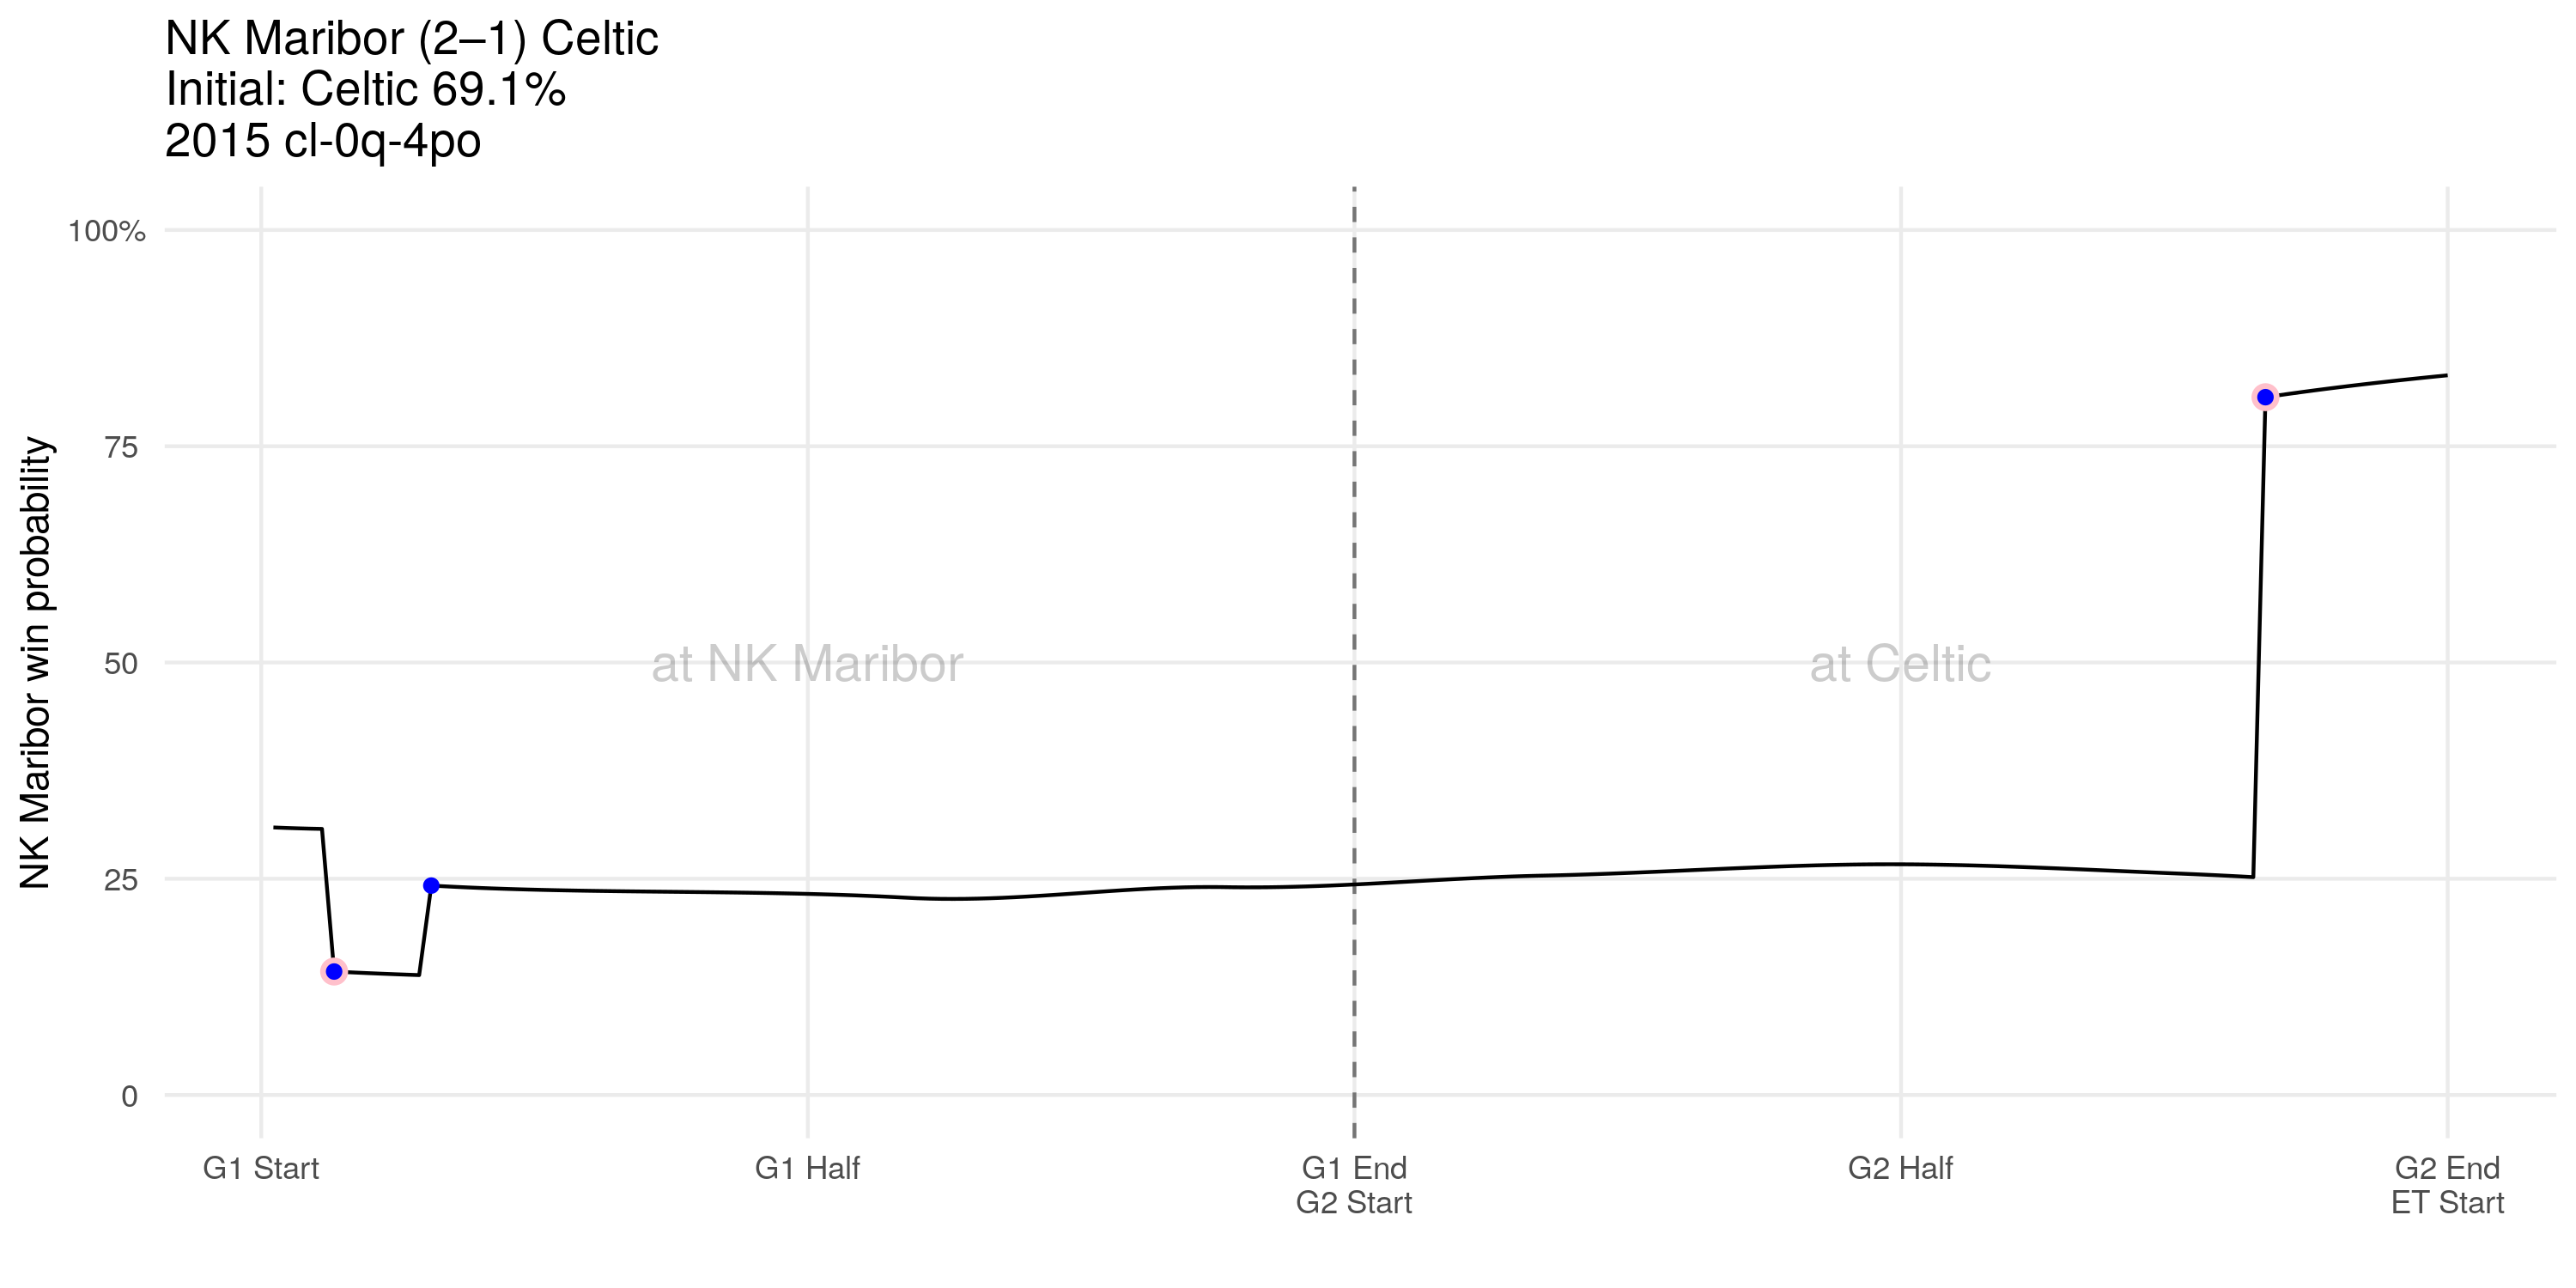 NK Maribor (2–1) Celtic
Initial: Celtic 69.1%
2015 cl-0q-4po
NK Maribor win probability
100%
75
50
25
0
at NK Maribor
at Celtic
G1 Start
G1 Half
G1 End
G2 Start
G2 Half
G2 End
ET Start